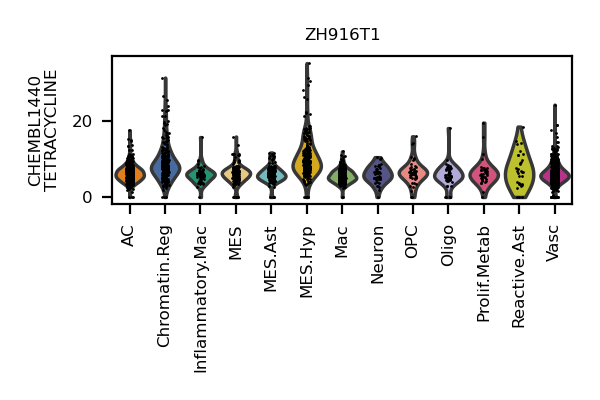 ZH916T1
CHEMBL1440
TETRACYCLINE
20
0
AC
Chromatin.Reg
Inflammatory.Mac
MES
MES.Ast
MES.Hyp
Mac
Neuron
OPC
Oligo
Prolif.Metab
Reactive.Ast
Vasc